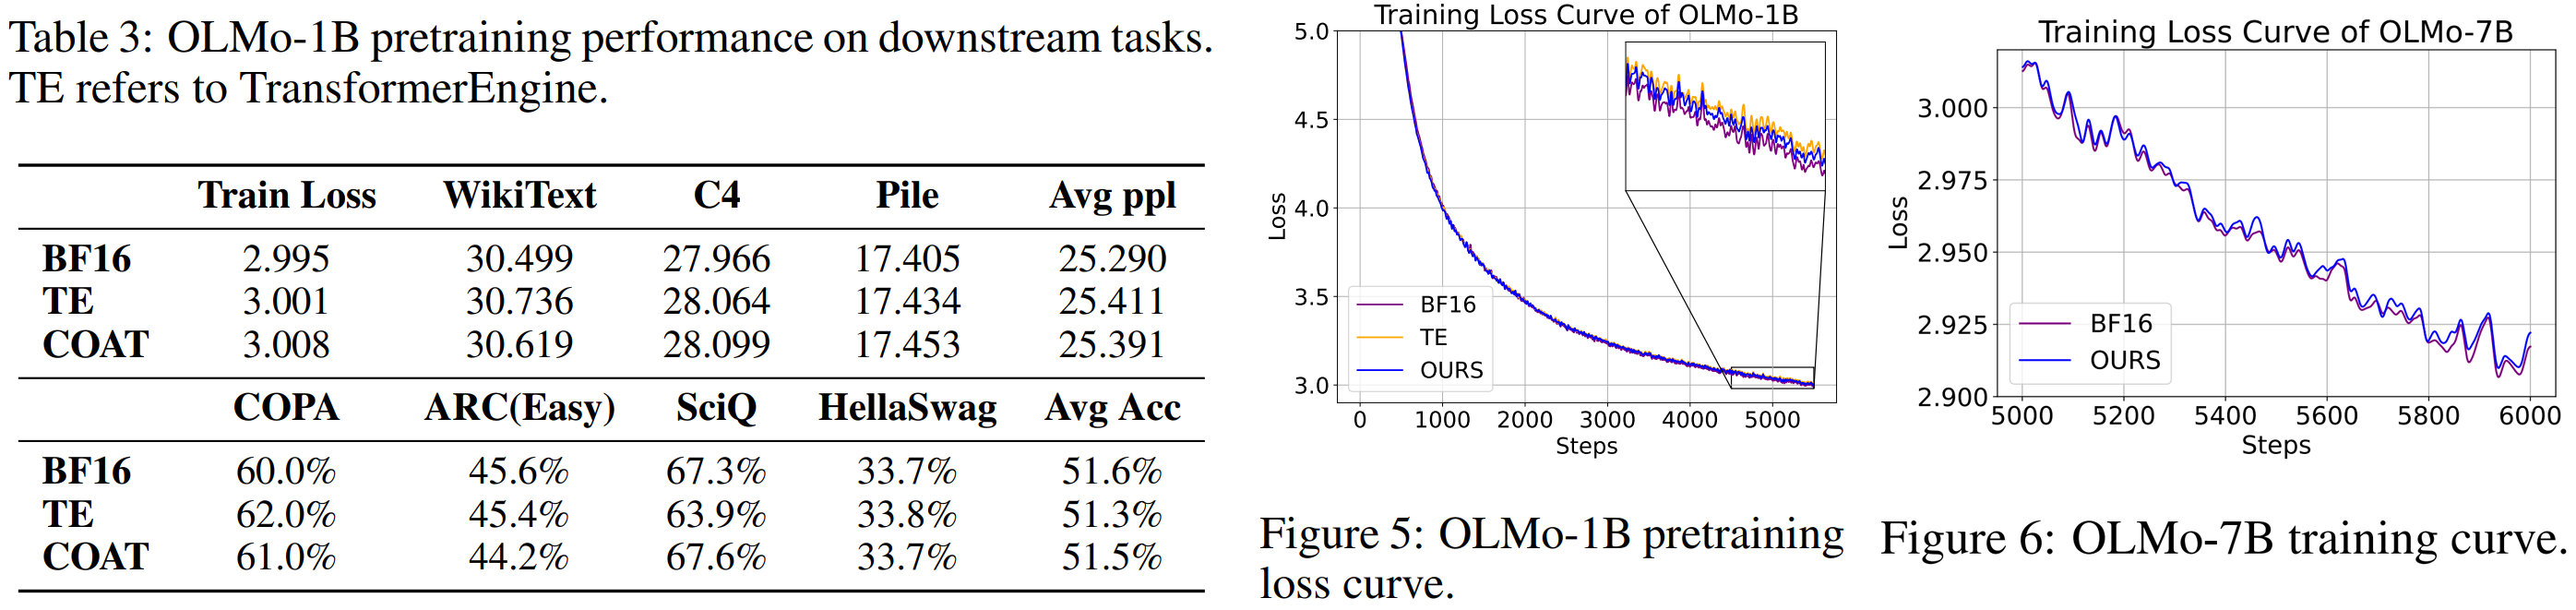 Table 3: OLMo-1B pretraining performance on downstream tasks.
TE refers to TransformerEngine.
Train Loss WikiText C4 Pile Avg ppl
BF16 2.995 30.499 27.966 17.405 25.290
TE 3.001 30.736 28.064 17.434 25.411
COAT 3.008 30.619 28.099 17.453 25.391
COPA ARC(Easy) SciQ HellaSwag Avg Acc
BF16 60.0% 45.6% 67.3% 33.7% 51.6%
TE 62.0% 45.4% 63.9% 33.8% 51.3%
COAT 61.0% 44.2% 67.6% 33.7% 51.5%
Training Loss Curve of OLMo-1B
5.0
4.5
4.0
3.5
3.0
Loss
BF16
TE
OURS
0 1000 2000 3000 4000 5000
Steps
Figure 5: OLMo-1B pretraining
loss curve.
Training Loss Curve of OLMo-7B
3.000
2.975
2.950
2.925
2.900
Loss
BF16
OURS
5000 5200 5400 5600 5800 6000
Steps
Figure 6: OLMo-7B training curve.